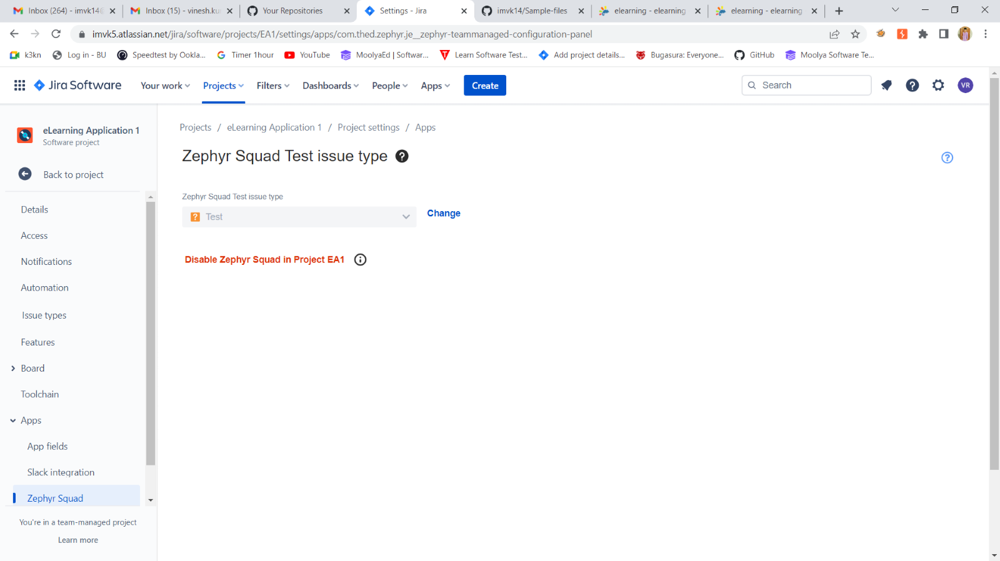 Inbox (264) - imvk14@
Inbox (15) - vinesh.kur
Your Repositories
Settings - Jira
imvk14/Sample-files
elearning - elearning
elearning - elearning
imvk5.atlassian.net/jira/software/projects/EA1/settings/apps/com.thed.zephyr.je__zephyr-teammanaged-configuration-panel
k3kn
Log in - BU
Speedtest by Ookla...
Timer 1hour
YouTube
MoolyaEd | Softwar...
Learn Software Test...
Add project details...
Bugasura: Everyone...
GitHub
Moolya Software Te...
Jira Software
Your work
Projects
Filters
Dashboards
People
Apps
Create
Search
VR
eLearning Application 1
Software project
Back to project
Details
Access
Notifications
Automation
Issue types
Features
Board
Toolchain
Apps
App fields
Slack integration
Zephyr Squad
You're in a team-managed project
Learn more
Projects / eLearning Application 1 / Project settings / Apps
Zephyr Squad Test issue type
Zephyr Squad Test issue type
Test
Change
Disable Zephyr Squad in Project EA1